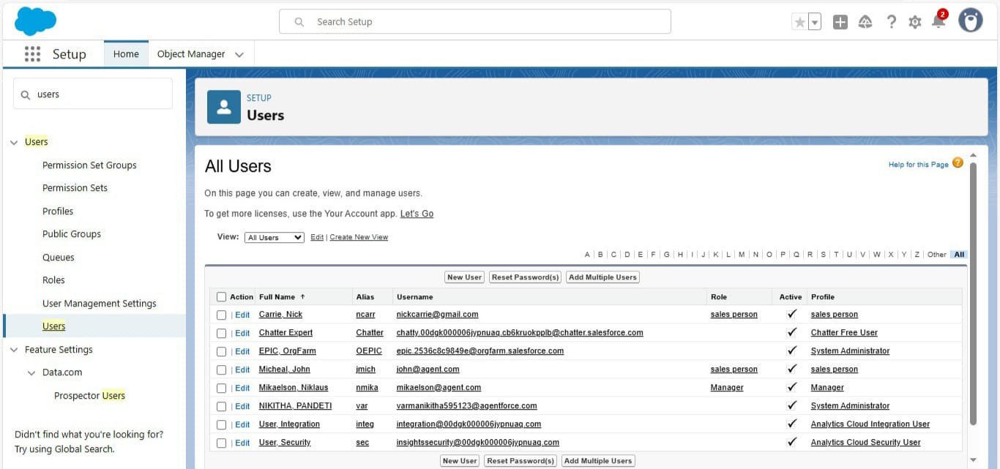 Search Setup
2
Setup
Home
Object Manager
users
Users
Permission Set Groups
Permission Sets
Profiles
Public Groups
Queues
Roles
User Management Settings
Users
Feature Settings
Data.com
Prospector Users
Didn't find what you're looking for?
Try using Global Search.
SETUP
Users
All Users
Help for this Page ?
On this page you can create, view, and manage users.
To get more licenses, use the Your Account app. Let's Go
View: All Users Edit | Create New View
A | B | C | D | E | F | G | H | I | J | K | L | M | N | O | P | Q | R | S | T | U | V | W | X | Y | Z | Other | All
New User Reset Password(s) Add Multiple Users
Action Full Name ↑ Alias Username Role Active Profile
| Edit Carrie, Nick ncarr nickcarrie@gmail.com sales person ✓ sales person
| Edit Chatter Expert Chatter chatty.00dgk000006jypnuaq.cb6kruokpplb@chatter.salesforce.com ✓ Chatter Free User
| Edit EPIC, OrgFarm OEPIC epic.2536c8c9849e@orgfarm.salesforce.com ✓ System Administrator
| Edit Micheal, John jmich john@agent.com sales person ✓ sales person
| Edit Mikaelson, Niklaus nmika mikaelson@agent.com Manager ✓ Manager
| Edit NIKITHA, PANDETI var varmanikitha595123@agentforce.com ✓ System Administrator
| Edit User, Integration integ integration@00dgk000006jypnuaq.com ✓ Analytics Cloud Integration User
| Edit User, Security sec insightssecurity@00dgk000006jypnuaq.com ✓ Analytics Cloud Security User
New User Reset Password(s) Add Multiple Users